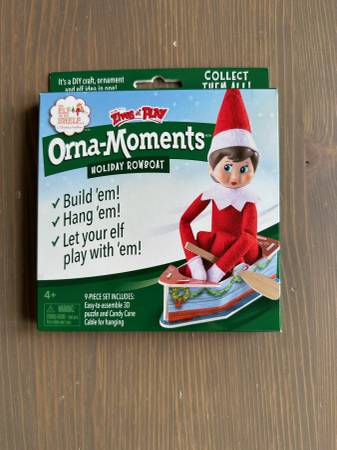 It's a DIY craft, ornament
and elf idea in one!
COLLECT
THEM ALL!
THE
ELF
ON THE
SHELF
Elves at PLAY
Orna-Moments
HOLIDAY ROWBOAT
✓ Build 'em!
✓ Hang 'em!
✓ Let your elf
play with 'em!
4+
9-PIECE SET INCLUDES:
Easy-to-assemble 3D
puzzle and Candy Cane
Cable for hanging
WARNING: